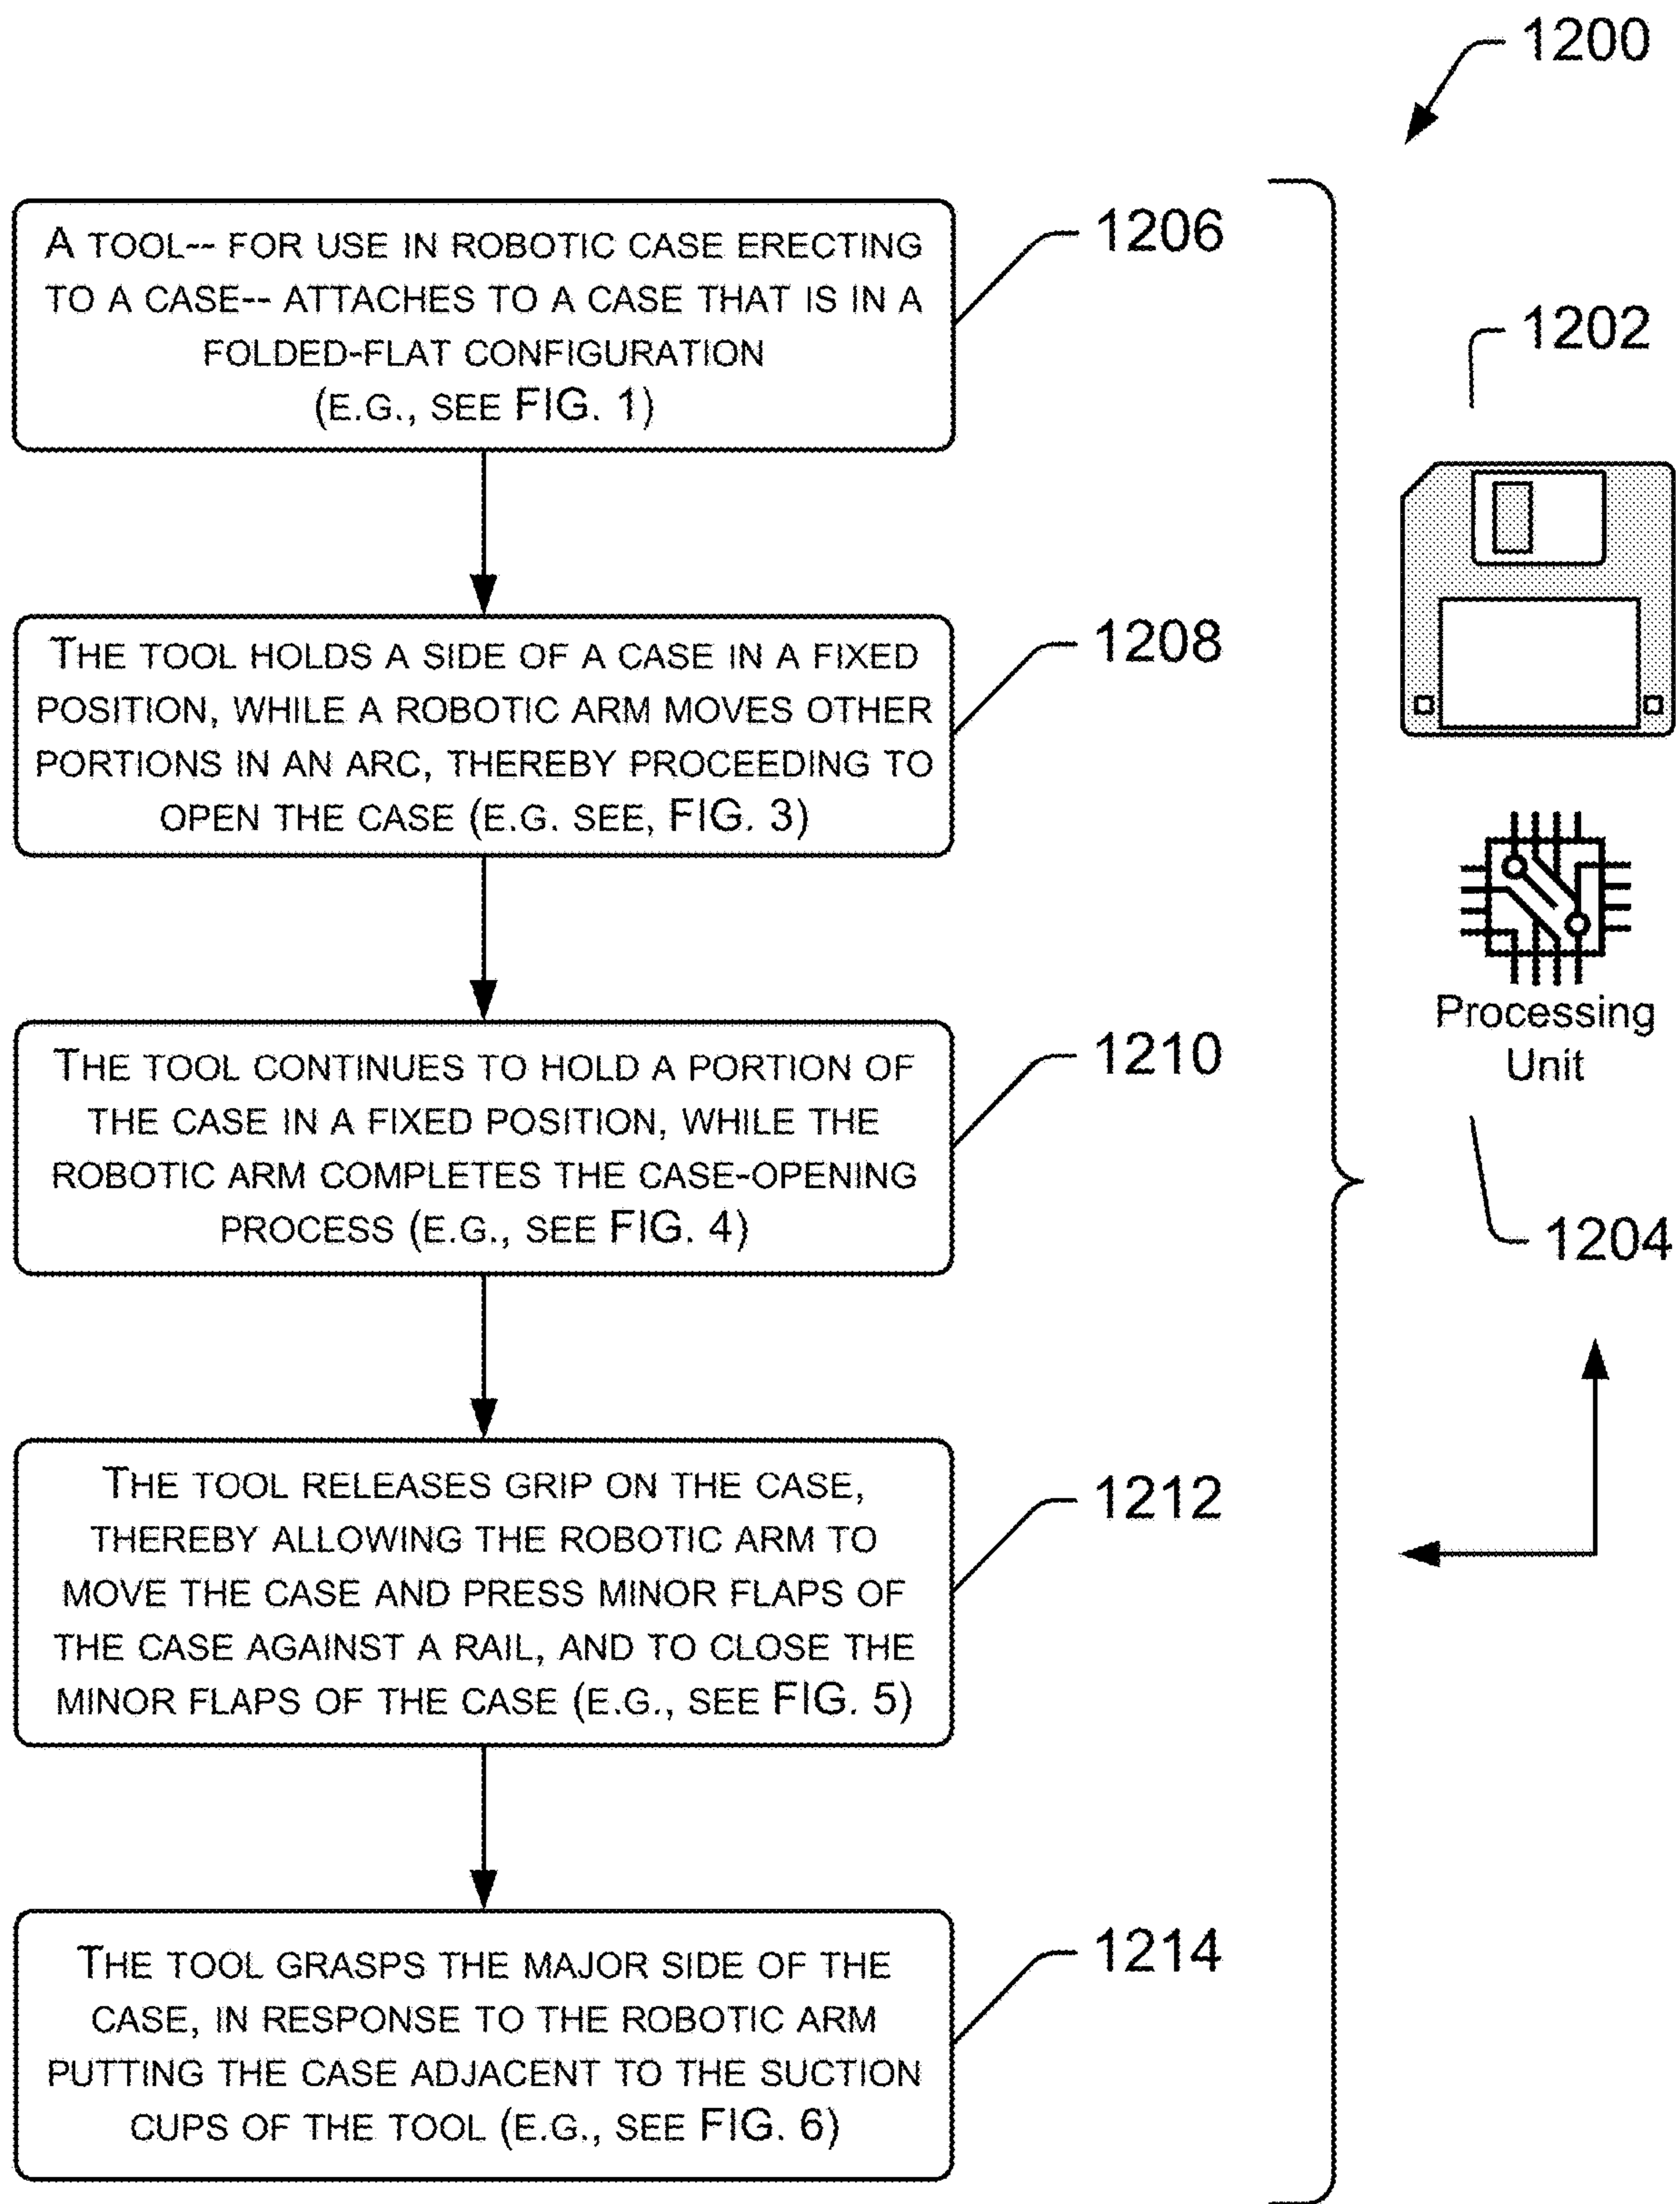 1200
A TOOL-- FOR USE IN ROBOTIC CASE ERECTING
TO A CASE-- ATTACHES TO A CASE THAT IS IN A
FOLDED-FLAT CONFIGURATION
(E.G., SEE FIG. 1)
1206
1202
THE TOOL HOLDS A SIDE OF A CASE IN A FIXED
POSITION, WHILE A ROBOTIC ARM MOVES OTHER
PORTIONS IN AN ARC, THEREBY PROCEEDING TO
OPEN THE CASE (E.G. SEE, FIG. 3)
1208
Processing
Unit
1204
THE TOOL CONTINUES TO HOLD A PORTION OF
THE CASE IN A FIXED POSITION, WHILE THE
ROBOTIC ARM COMPLETES THE CASE-OPENING
PROCESS (E.G., SEE FIG. 4)
1210
THE TOOL RELEASES GRIP ON THE CASE,
THEREBY ALLOWING THE ROBOTIC ARM TO
MOVE THE CASE AND PRESS MINOR FLAPS OF
THE CASE AGAINST A RAIL, AND TO CLOSE THE
MINOR FLAPS OF THE CASE (E.G., SEE FIG. 5)
1212
THE TOOL GRASPS THE MAJOR SIDE OF THE
CASE, IN RESPONSE TO THE ROBOTIC ARM
PUTTING THE CASE ADJACENT TO THE SUCTION
CUPS OF THE TOOL (E.G., SEE FIG. 6)
1214